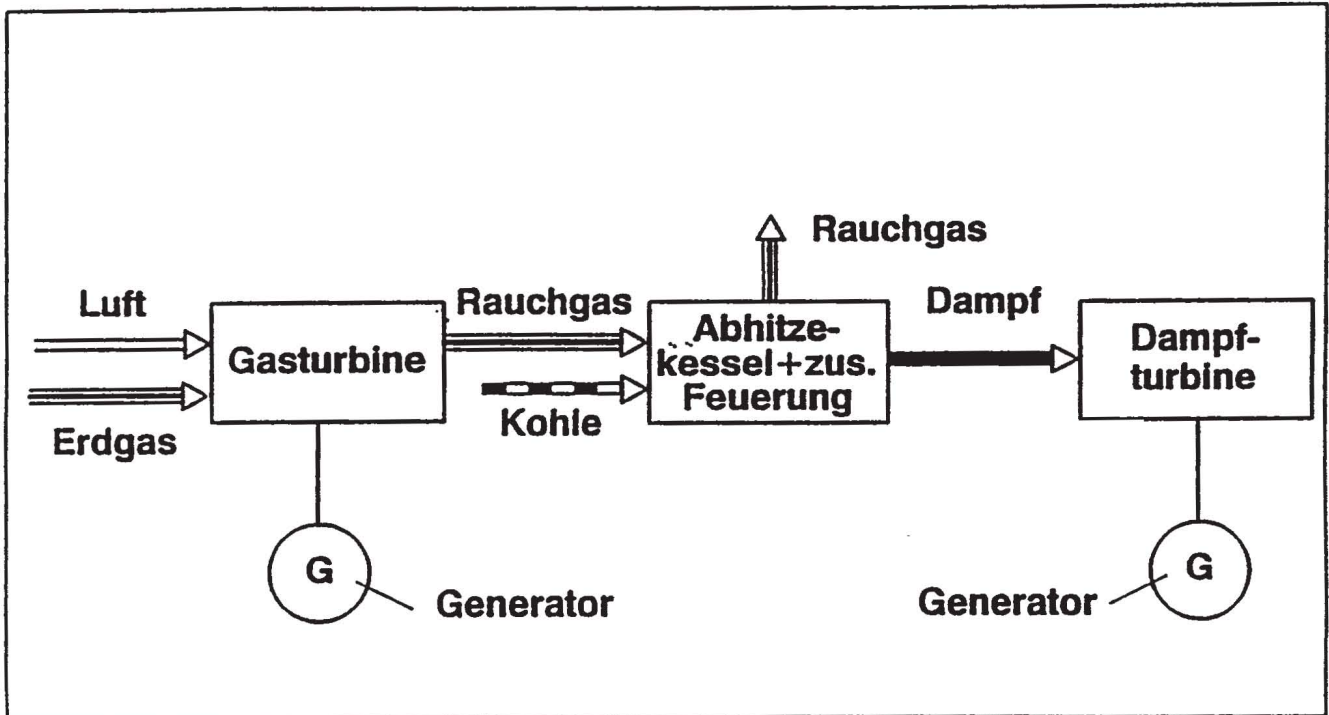 Rauchgas
Luft
Rauchgas
Dampf
Gasturbine
Abhitze-
kessel+zus.
Feuerung
Dampf-
turbine
Erdgas
Kohle
G
Generator
G
Generator